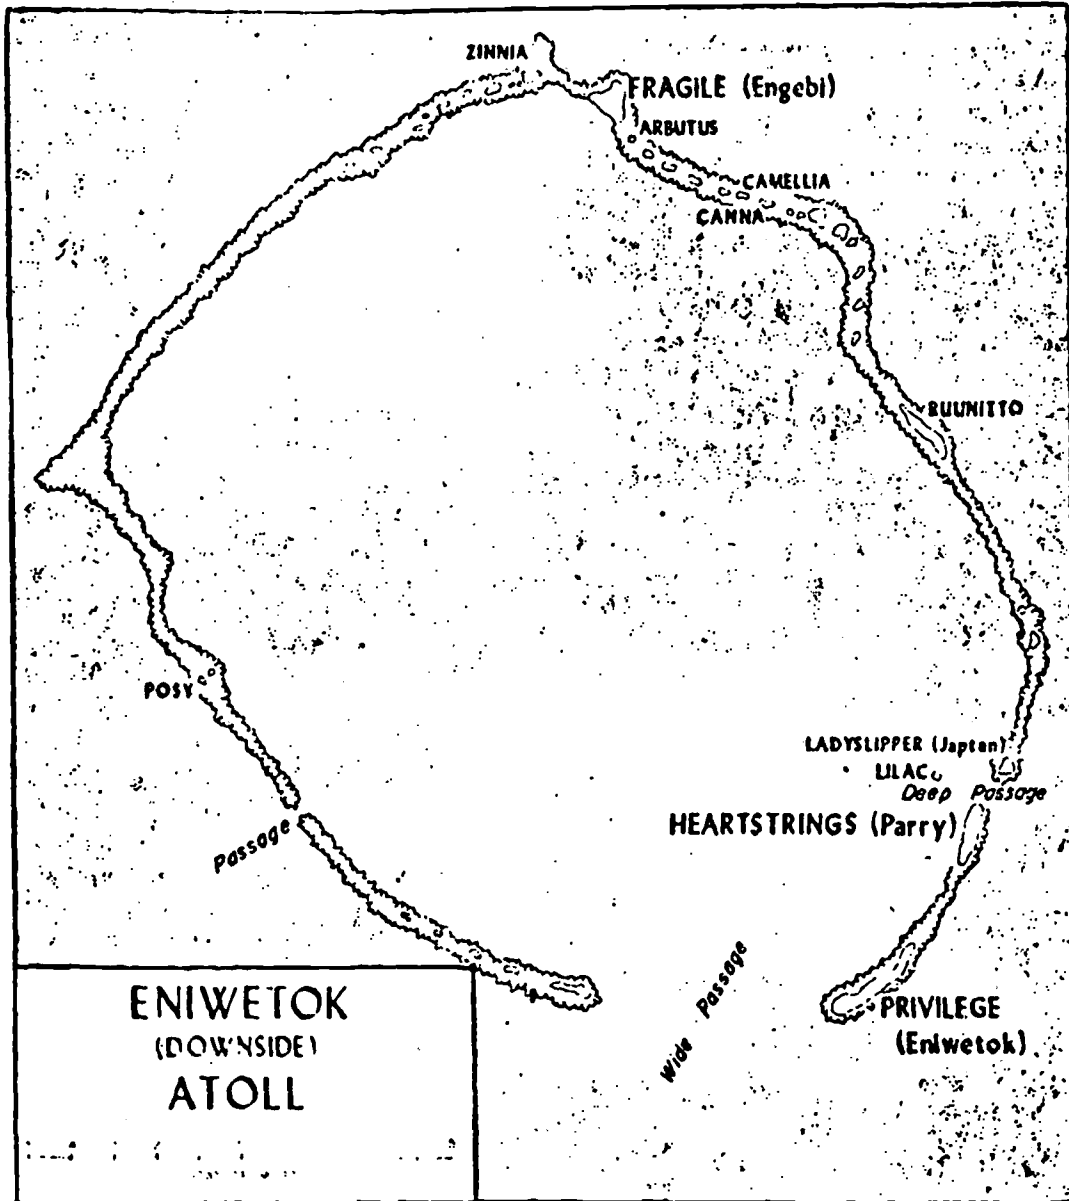 ZINNIA
FRAGILE (Engebi)
ARBUTUS
CAMELLIA
CANNA
RUUNITTO
POSY
LADYSLIPPER (Japtan)
LILAC
Deep Passage
HEARTSTRINGS (Parry)
Passage
Wide Passage
PRIVILEGE
(Eniwetok)
ENIWETOK
(DOWNSIDE)
ATOLL